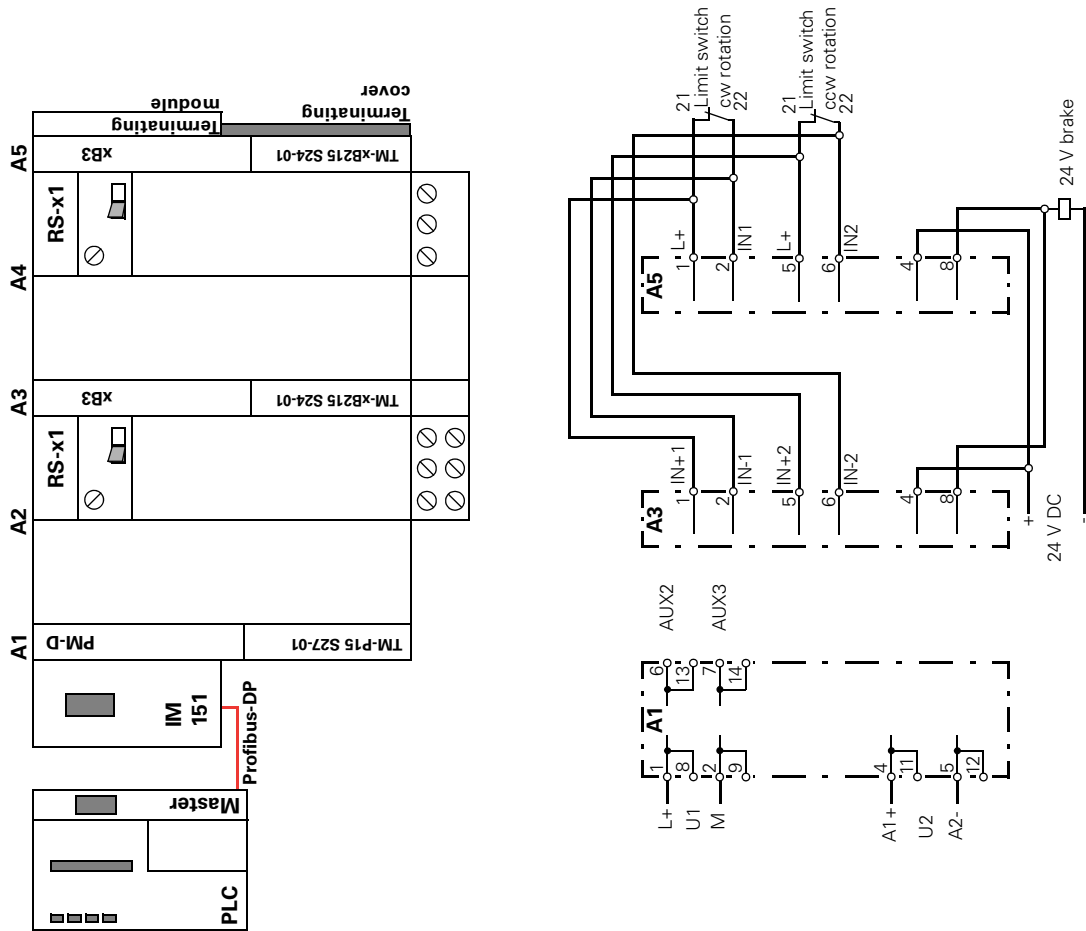 A5
A4
A3
A2
A1
Terminating
module
Terminating
cover
xB3
TM-xB215 S24-01
RS-x1
xB3
TM-xB215 S24-01
RS-x1
PM-D
TM-P15 S27-01
IM
151
Profibus-DP
Master
PLC
21
Limit switch
cw rotation
22
21
Limit switch
ccw rotation
22
24 V brake
A5
1
L+
2
IN1
5
L+
6
IN2
4
8
A3
1
IN+1
2
IN-1
5
IN+2
6
IN-2
4
8
+
24 V DC
-
AUX2
AUX3
A1
6
13
7
14
1
8
2
9
4
11
5
12
L+
U1
M
A1+
U2
A2-